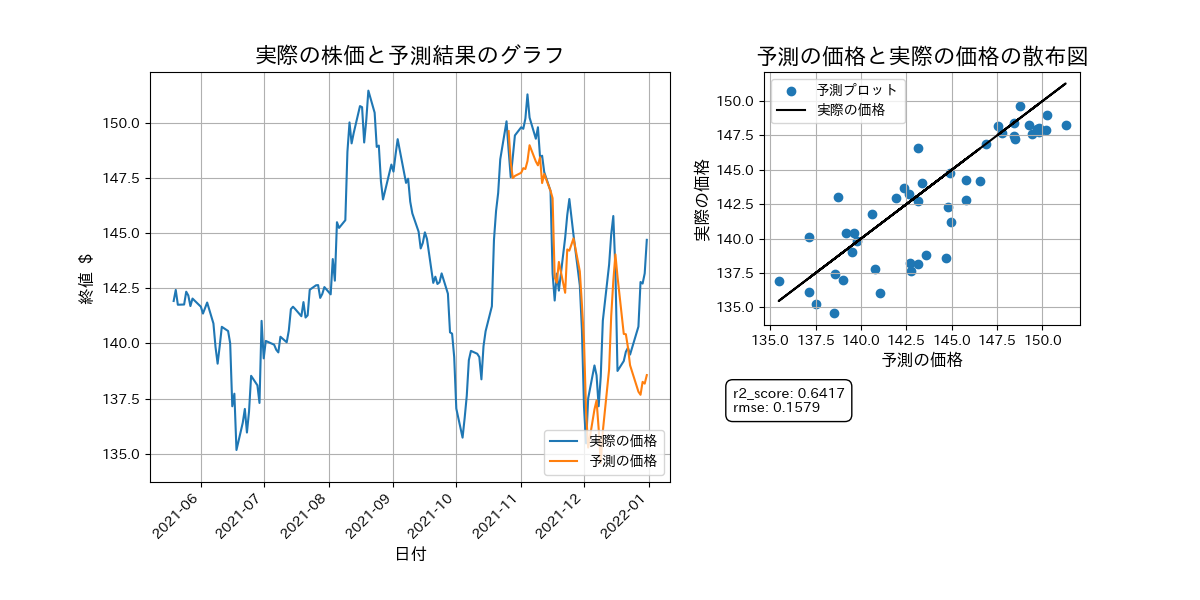 実際の株価と予測結果のグラフ
終値 $
150.0
147.5
145.0
142.5
140.0
137.5
135.0
実際の価格
予測の価格
2021-06
2021-07
2021-08
2021-09
2021-10
2021-11
2021-12
2022-01
日付
予測の価格と実際の価格の散布図
予測プロット
実際の価格
実際の価格
150.0
147.5
145.0
142.5
140.0
137.5
135.0
135.0 137.5 140.0 142.5 145.0 147.5 150.0
予測の価格
r2_score: 0.6417
rmse: 0.1579